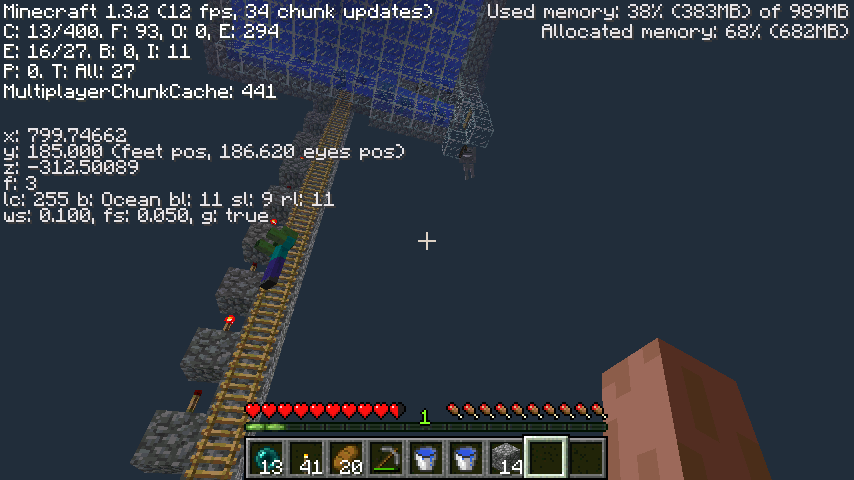 Minecraft 1.3.2 (12 fps, 34 chunk updates)
Used memory: 38% (383MB) of 989MB
C: 13/400. F: 93, O: 0, E: 294
Allocated memory: 68% (682MB)
E: 16/27. B: 0, I: 11
P: 0. T: All: 27
MultiplayerChunkCache: 441
x: 799.74662
y: 185.000 (feet pos, 186.620 eyes pos)
z: -312.50089
f: 3
lc: 255 b: Ocean bl: 11 sl: 9 rl: 11
ws: 0.100, fs: 0.050, g: true
1
13
41
20
14